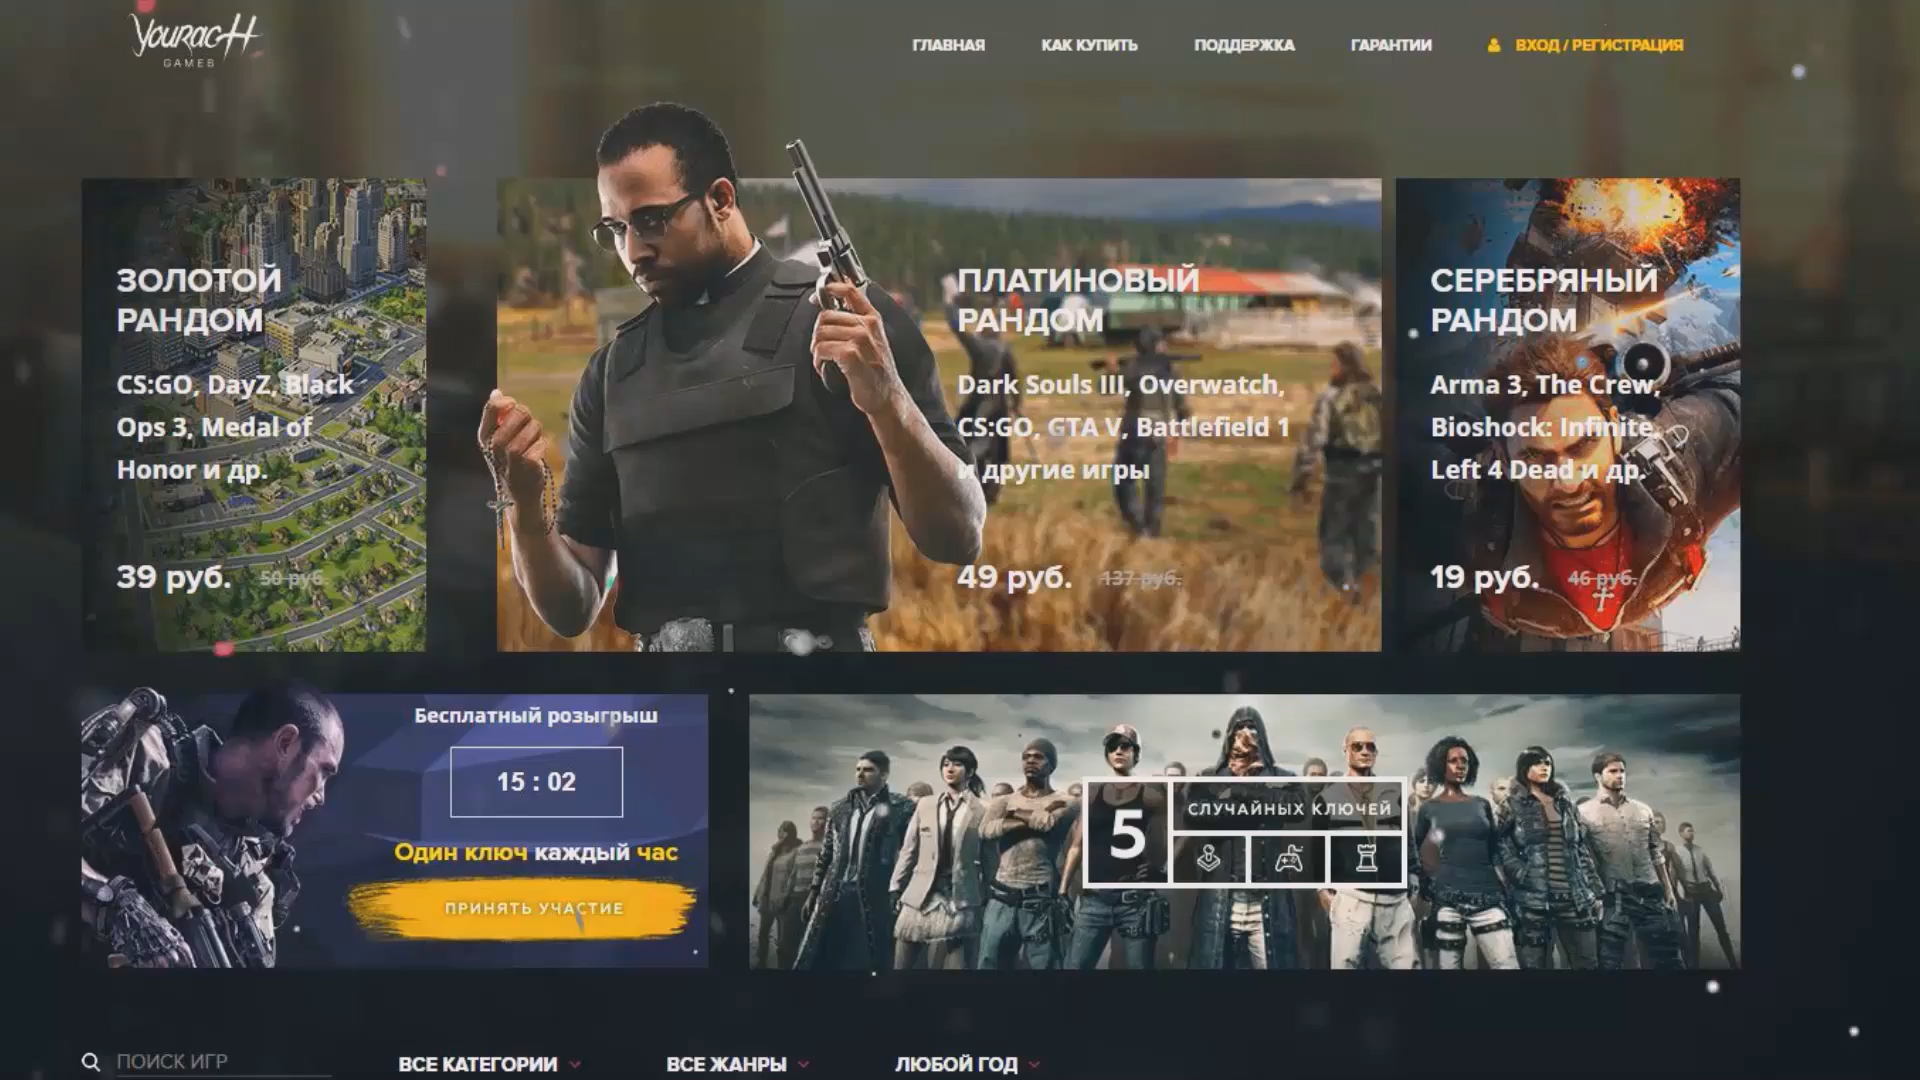 YOURACH
GAMES
ГЛАВНАЯ
КАК КУПИТЬ
ПОДДЕРЖКА
ГАРАНТИИ
ВХОД / РЕГИСТРАЦИЯ
ЗОЛОТОЙ
РАНДОМ
CS:GO, DayZ, Black
Ops 3, Medal of
Honor и др.
39 руб. 50 руб.
ПЛАТИНОВЫЙ
РАНДОМ
Dark Souls III, Overwatch,
CS:GO, GTA V, Battlefield 1
и другие игры
49 руб. 137 руб.
СЕРЕБРЯНЫЙ
РАНДОМ
Arma 3, The Crew,
Bioshock: Infinite,
Left 4 Dead и др.
19 руб. 46 руб.
Бесплатный розыгрыш
15 : 02
Один ключ каждый час
ПРИНЯТЬ УЧАСТИЕ
5
СЛУЧАЙНЫХ КЛЮЧЕЙ
ПОИСК ИГР
ВСЕ КАТЕГОРИИ
ВСЕ ЖАНРЫ
ЛЮБОЙ ГОД